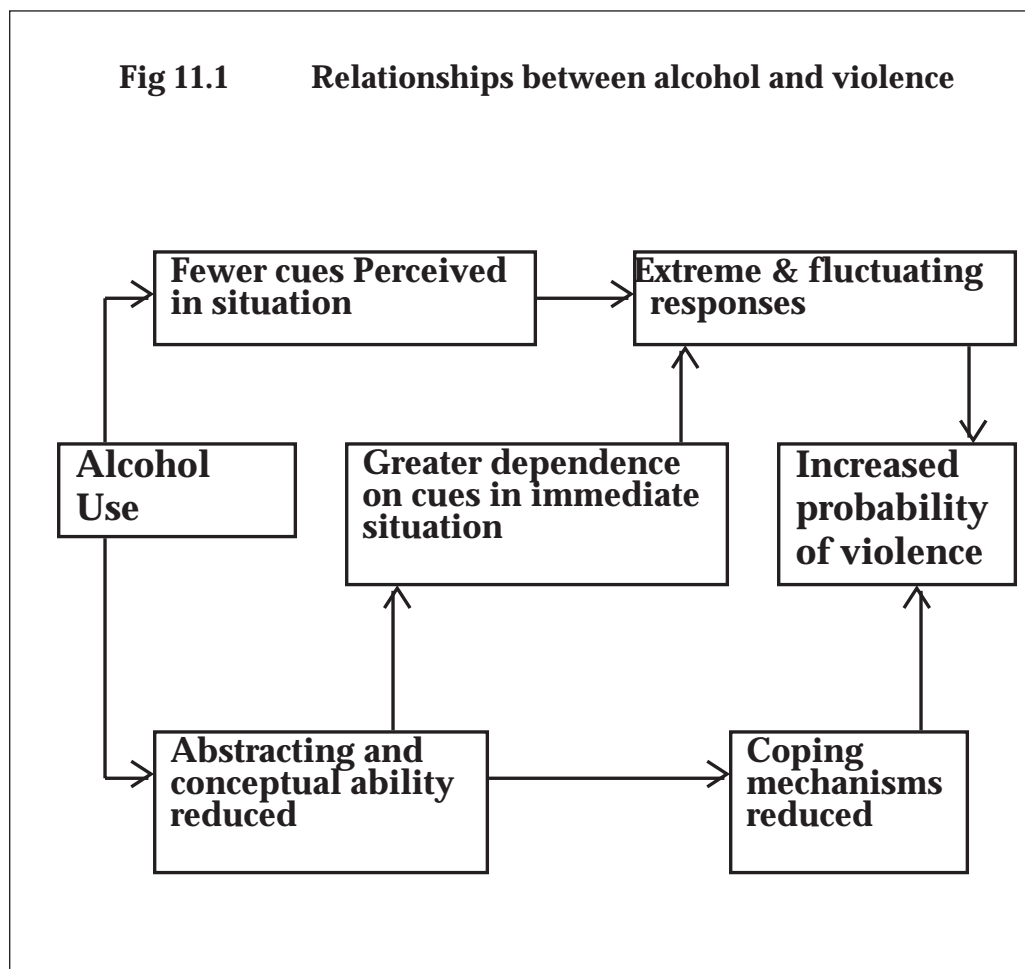 Fig 11.1 Relationships between alcohol and violence
Fewer cues Perceived
in situation
Extreme & fluctuating
responses
Alcohol
Use
Greater dependence
on cues in immediate
situation
Increased
probability
of violence
Abstracting and
conceptual ability
reduced
Coping
mechanisms
reduced